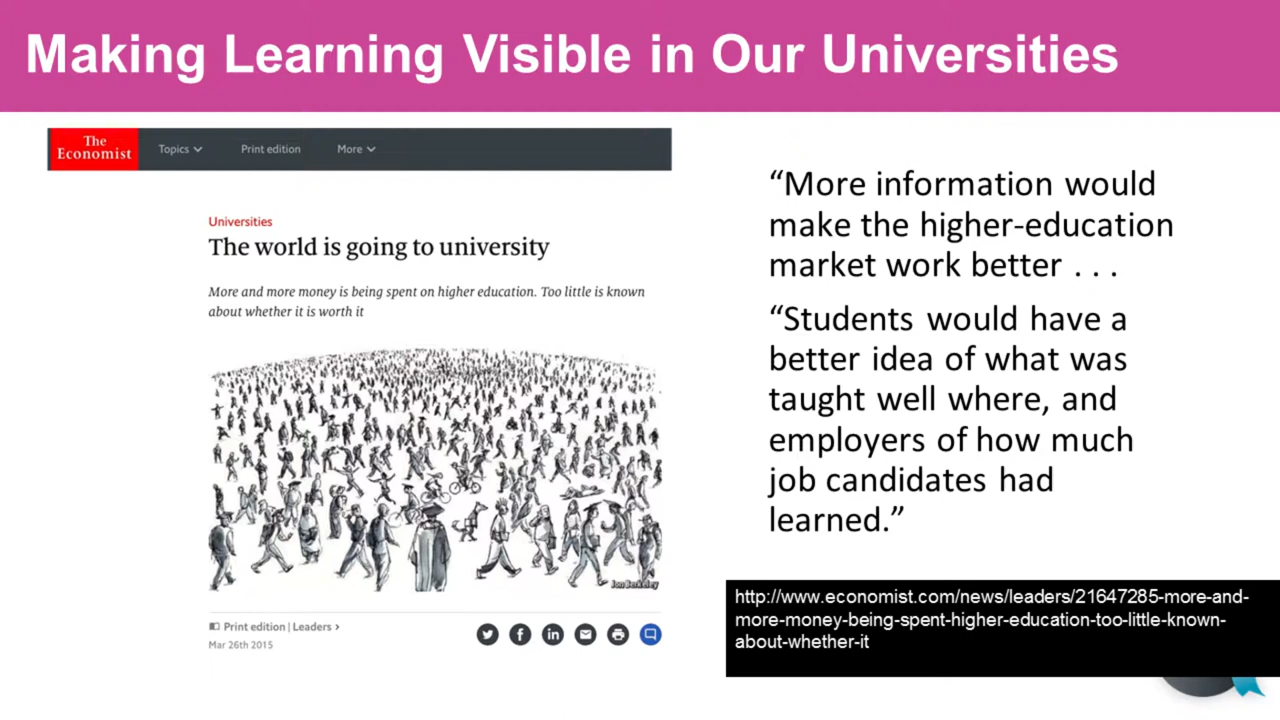 Making Learning Visible in Our Universities
The
Economist
Topics
Print edition
More
Universities
The world is going to university
More and more money is being spent on higher education. Too little is known
about whether it is worth it
Jon Berkeley
Print edition | Leaders >
Mar 26th 2015
“More information would
make the higher-education
market work better . . .
“Students would have a
better idea of what was
taught well where, and
employers of how much
job candidates had
learned.”
http://www.economist.com/news/leaders/21647285-more-and-
more-money-being-spent-higher-education-too-little-known-
about-whether-it